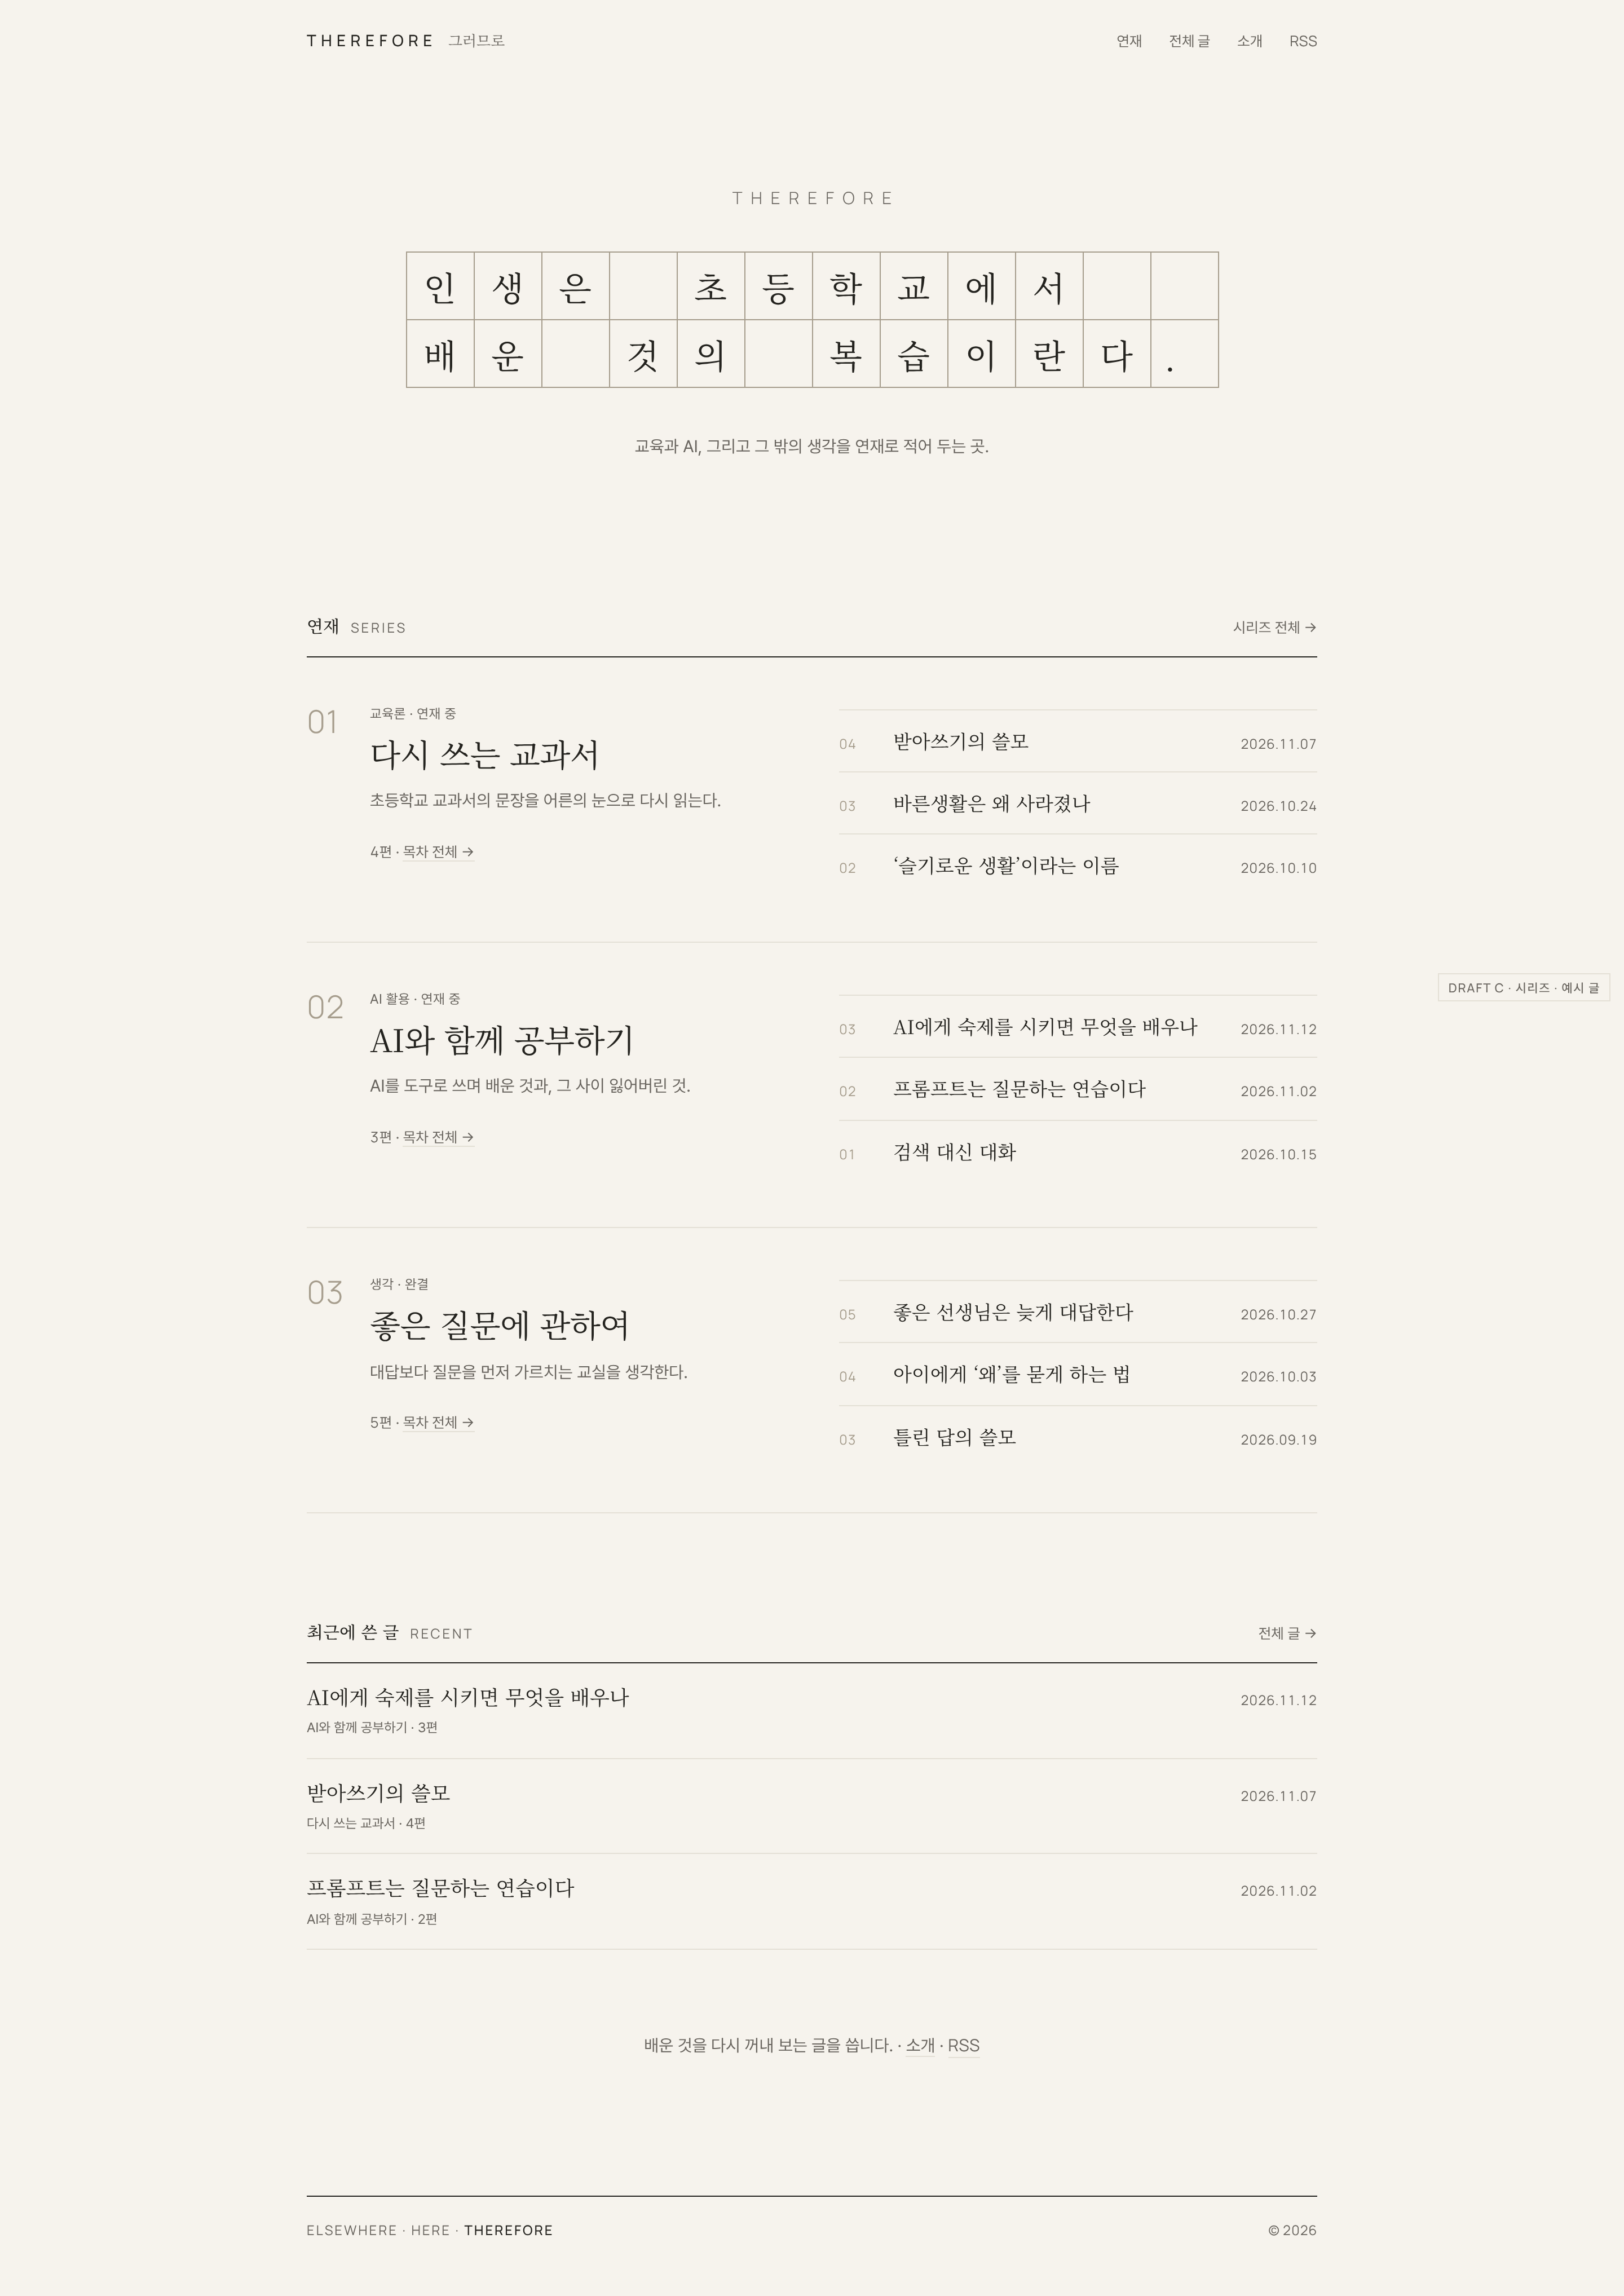 THEREFORE 그러므로
연재 전체 글 소개 RSS
THEREFORE
인생은 초등학교에서
배운 것의 복습이란다.
교육과 AI, 그리고 그 밖의 생각을 연재로 적어 두는 곳.
연재 SERIES
시리즈 전체 →
01
교육론 · 연재 중
다시 쓰는 교과서
초등학교 교과서의 문장을 어른의 눈으로 다시 읽는다.
4편 · 목차 전체 →
04 받아쓰기의 쓸모 2026.11.07
03 바른생활은 왜 사라졌나 2026.10.24
02 ‘슬기로운 생활’이라는 이름 2026.10.10
02
AI 활용 · 연재 중
AI와 함께 공부하기
AI를 도구로 쓰며 배운 것과, 그 사이 잃어버린 것.
3편 · 목차 전체 →
03 AI에게 숙제를 시키면 무엇을 배우나 2026.11.12
02 프롬프트는 질문하는 연습이다 2026.11.02
01 검색 대신 대화 2026.10.15
DRAFT C · 시리즈 · 예시 글
03
생각 · 완결
좋은 질문에 관하여
대답보다 질문을 먼저 가르치는 교실을 생각한다.
5편 · 목차 전체 →
05 좋은 선생님은 늦게 대답한다 2026.10.27
04 아이에게 ‘왜’를 묻게 하는 법 2026.10.03
03 틀린 답의 쓸모 2026.09.19
최근에 쓴 글 RECENT
전체 글 →
AI에게 숙제를 시키면 무엇을 배우나 2026.11.12
AI와 함께 공부하기 · 3편
받아쓰기의 쓸모 2026.11.07
다시 쓰는 교과서 · 4편
프롬프트는 질문하는 연습이다 2026.11.02
AI와 함께 공부하기 · 2편
배운 것을 다시 꺼내 보는 글을 씁니다. · 소개 · RSS
ELSEWHERE · HERE · THEREFORE
© 2026